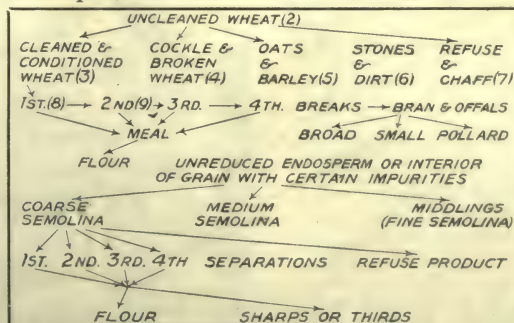 UNCLEANED WHEAT (2)
CLEANED & COCKLE & OATS STONES REFUSE
CONDITIONED BROKEN & & &
WHEAT (3) WHEAT (4) BARLEY (5) DIRT (6) CHAFF (7)
1ST. (8) 2ND (9) 3RD. 4TH. BREAKS BRAN & OFFALS
MEAL BROAD SMALL POLLARD
FLOUR UNREDUCED ENDOSPERM OR INTERIOR
OF GRAIN WITH CERTAIN IMPURITIES
COARSE MEDIUM MIDDLINGS
SEMOLINA SEMOLINA (FINE SEMOLINA)
1ST. 2ND. 3RD. 4TH SEPARATIONS REFUSE PRODUCT
FLOUR SHARPS OR THIRDS